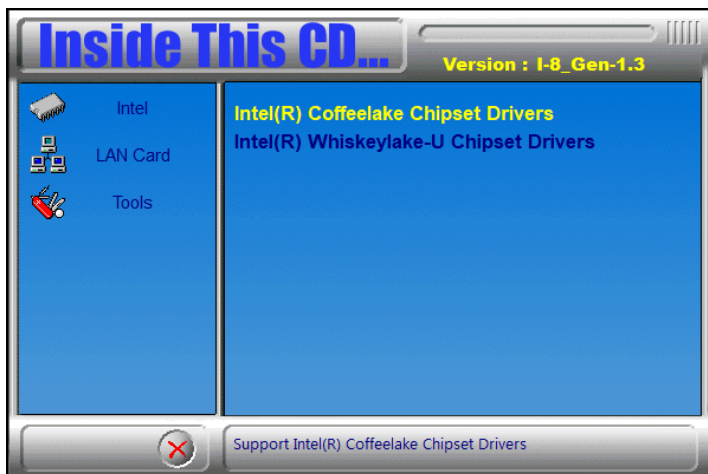 Inside This CD...
Version : I-8_Gen-1.3
Intel
LAN Card
Tools
Intel(R) Coffeelake Chipset Drivers
Intel(R) Whiskeylake-U Chipset Drivers
Support Intel(R) Coffeelake Chipset Drivers